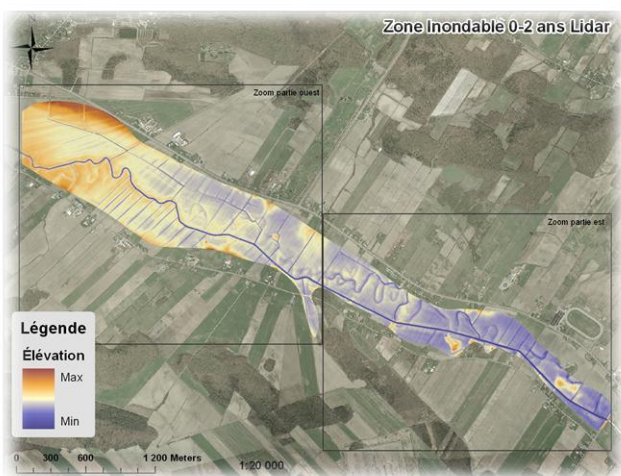 Zone Inondable 0-2 ans Lidar
Zoom partie ouest
Zoom partie est
Légende
Élévation
Max
Min
0 300 600 1 200 Meters
1:20 000